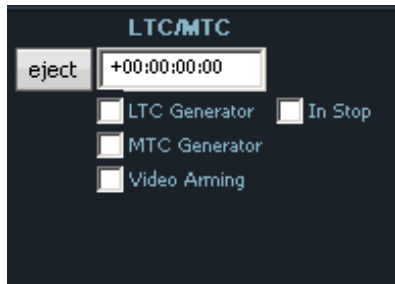 LTC/MTC
eject +00:00:00:00
LTC Generator In Stop
MTC Generator
Video Arming